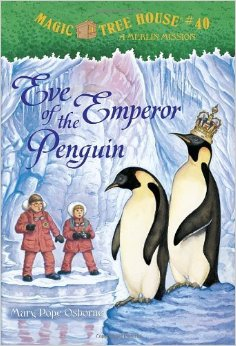 MAGIC TREE HOUSE® #40
A MERLIN MISSION
Eve
of the Emperor
Penguin
Mary Pope Osborne